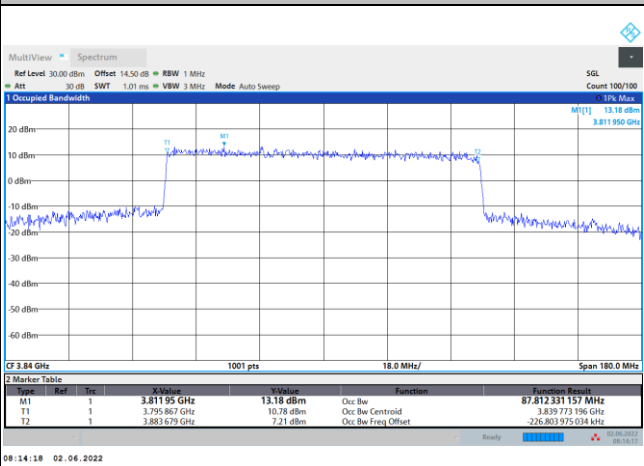 MultiView Spectrum
Ref Level 30.00 dBm Offset 14.50 dB RBW 1 MHz SGL
Att 30 dB SWT 1.01 ms VBW 3 MHz Mode Auto Sweep Count 100/100
1 Occupied Bandwidth 1Pk Max
M1[1] 13.18 dBm
3.811 950 GHz
20 dBm
T1 M1 T2
10 dBm
0 dBm
-10 dBm
-20 dBm
-30 dBm
-40 dBm
-50 dBm
-60 dBm
CF 3.84 GHz 1001 pts 18.0 MHz/ Span 180.0 MHz
2 Marker Table
Type Ref Trc X-Value Y-Value Function Function Result
M1 1 3.811 95 GHz 13.18 dBm Occ Bw 87.812 331 157 MHz
T1 1 3.795 867 GHz 10.78 dBm Occ Bw Centroid 3.839 773 196 GHz
T2 1 3.883 679 GHz 7.21 dBm Occ Bw Freq Offset -226.803 975 034 kHz
Ready 02.06.2022
08:14:17
08:14:18 02.06.2022